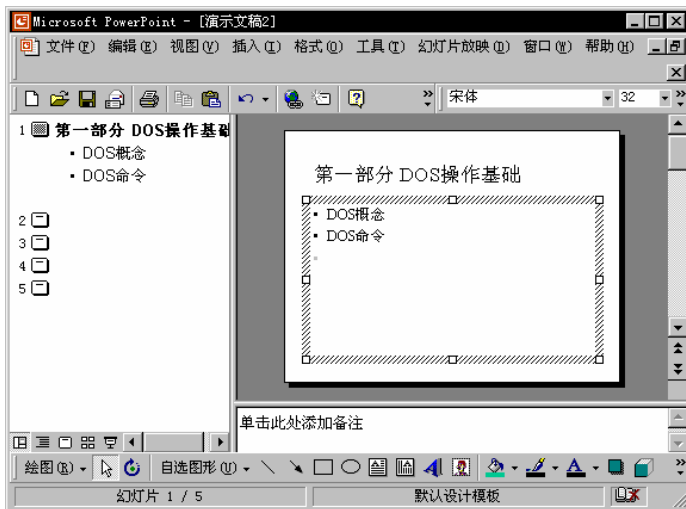 Microsoft PowerPoint - [演示文稿2]
文件(F) 编辑(E) 视图(V) 插入(I) 格式(O) 工具(T) 幻灯片放映(D) 窗口(W) 帮助(H)
宋体 32
1 第一部分 DOS操作基础
• DOS概念
• DOS命令
2
3
4
5
第一部分 DOS操作基础
• DOS概念
• DOS命令
单击此处添加备注
绘图(R) 自选图形(U)
幻灯片 1 / 5 默认设计模板